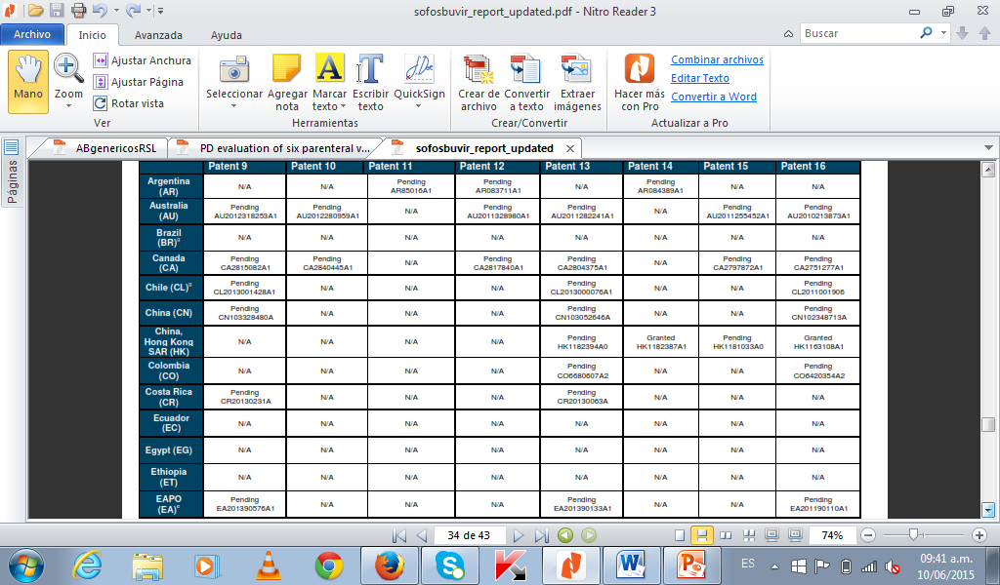 sofosbuvir_report_updated.pdf - Nitro Reader 3
Archivo Inicio Avanzada Ayuda Buscar
Mano Zoom
Ajustar Anchura
Ajustar Página
Rotar vista
Ver
Seleccionar Agregar nota Marcar texto Escribir texto QuickSign
Herramientas
Crear de archivo Convertir a texto Extraer imágenes
Crear/Convertir
Hacer más con Pro
Combinar archivos
Editar Texto
Convertir a Word
Actualizar a Pro
Páginas
ABgenericosRSL PD evaluation of six parenteral v... sofosbuvir_report_updated
Patent 9 Patent 10 Patent 11 Patent 12 Patent 13 Patent 14 Patent 15 Patent 16
Argentina (AR) N/A N/A Pending AR85016A1 Pending AR083711A1 N/A Pending AR084389A1 N/A N/A
Australia (AU) Pending AU2012318253A1 Pending AU2012280959A1 N/A Pending AU2011328980A1 Pending AU2011282241A1 N/A Pending AU2011255452A1 Pending AU2010213873A1
Brazil (BR) N/A N/A N/A N/A N/A N/A N/A N/A
Canada (CA) Pending CA2815082A1 Pending CA2840445A1 N/A Pending CA2817840A1 Pending CA2804375A1 N/A Pending CA2797872A1 Pending CA2751277A1
Chile (CL) Pending CL2013001428A1 N/A N/A N/A Pending CL2013000076A1 N/A N/A Pending CL2011001906
China (CN) Pending CN103328480A N/A N/A N/A Pending CN103052646A N/A N/A Pending CN102348713A
China, Hong Kong SAR (HK) N/A N/A N/A N/A Pending HK1182394A0 Granted HK1182387A1 Pending HK1181033A0 Granted HK1163108A1
Colombia (CO) N/A N/A N/A N/A Pending CO6680607A2 N/A N/A Pending CO6420354A2
Costa Rica (CR) Pending CR20130231A N/A N/A N/A Pending CR20130063A N/A N/A N/A
Ecuador (EC) N/A N/A N/A N/A N/A N/A N/A N/A
Egypt (EG) N/A N/A N/A N/A N/A N/A N/A N/A
Ethiopia (ET) N/A N/A N/A N/A N/A N/A N/A N/A
EAPO (EA) Pending EA201390576A1 N/A N/A N/A Pending EA201390133A1 N/A N/A Pending EA201190110A1
34 de 43 74%
ES 09:41 a.m.
10/06/2015